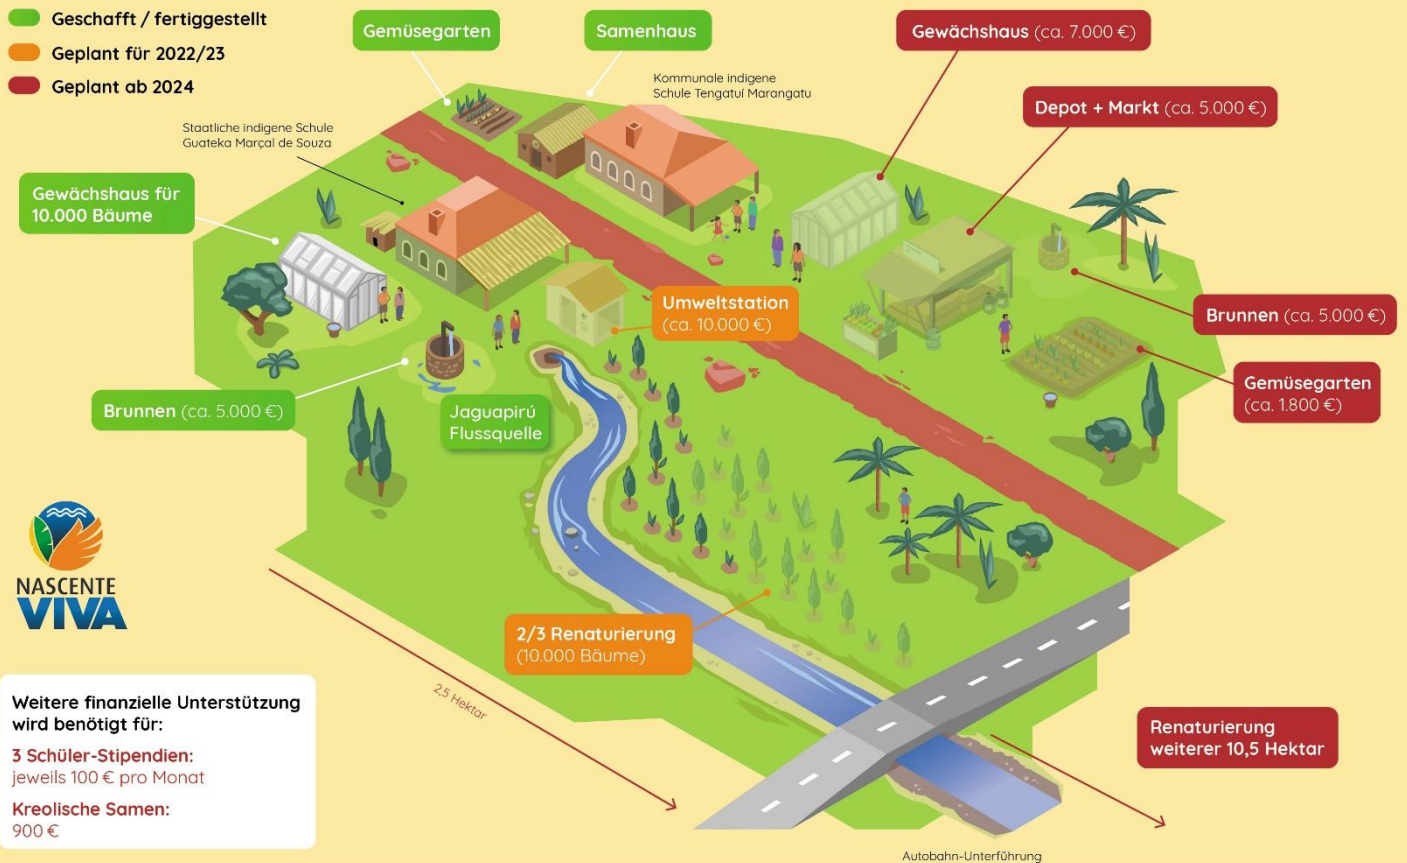 Geschafft / fertiggestellt
Geplant für 2022/23
Geplant ab 2024
Gemüsegarten
Samenhaus
Gewächshaus (ca. 7.000 €)
Kommunale indigene
Schule Tengatuí Marangatu
Depot + Markt (ca. 5.000 €)
Staatliche indigene Schule
Guateka Marçal de Souza
Gewächshaus für
10.000 Bäume
Umweltstation
(ca. 10.000 €)
Brunnen (ca. 5.000 €)
Gemüsegarten
(ca. 1.800 €)
Brunnen (ca. 5.000 €)
Jaguapirú
Flussquelle
NASCENTE
VIVA
2/3 Renaturierung
(10.000 Bäume)
2,5 Hektar
Renaturierung
weiterer 10,5 Hektar
Weitere finanzielle Unterstützung
wird benötigt für:
3 Schüler-Stipendien:
jeweils 100 € pro Monat
Kreolische Samen:
900 €
Autobahn-Unterführung